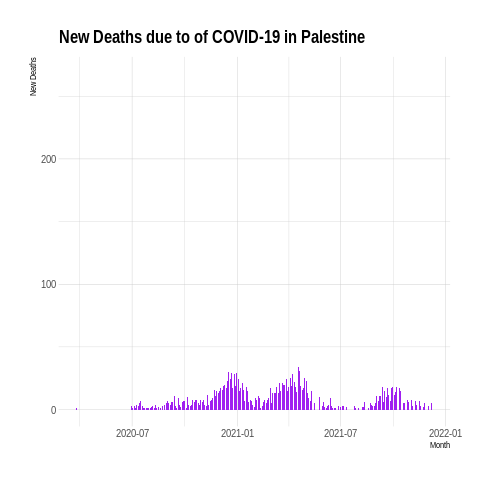 New Deaths due to of COVID-19 in Palestine
New Deaths
200
100
0
2020-07
2021-01
2021-07
2022-01
Month